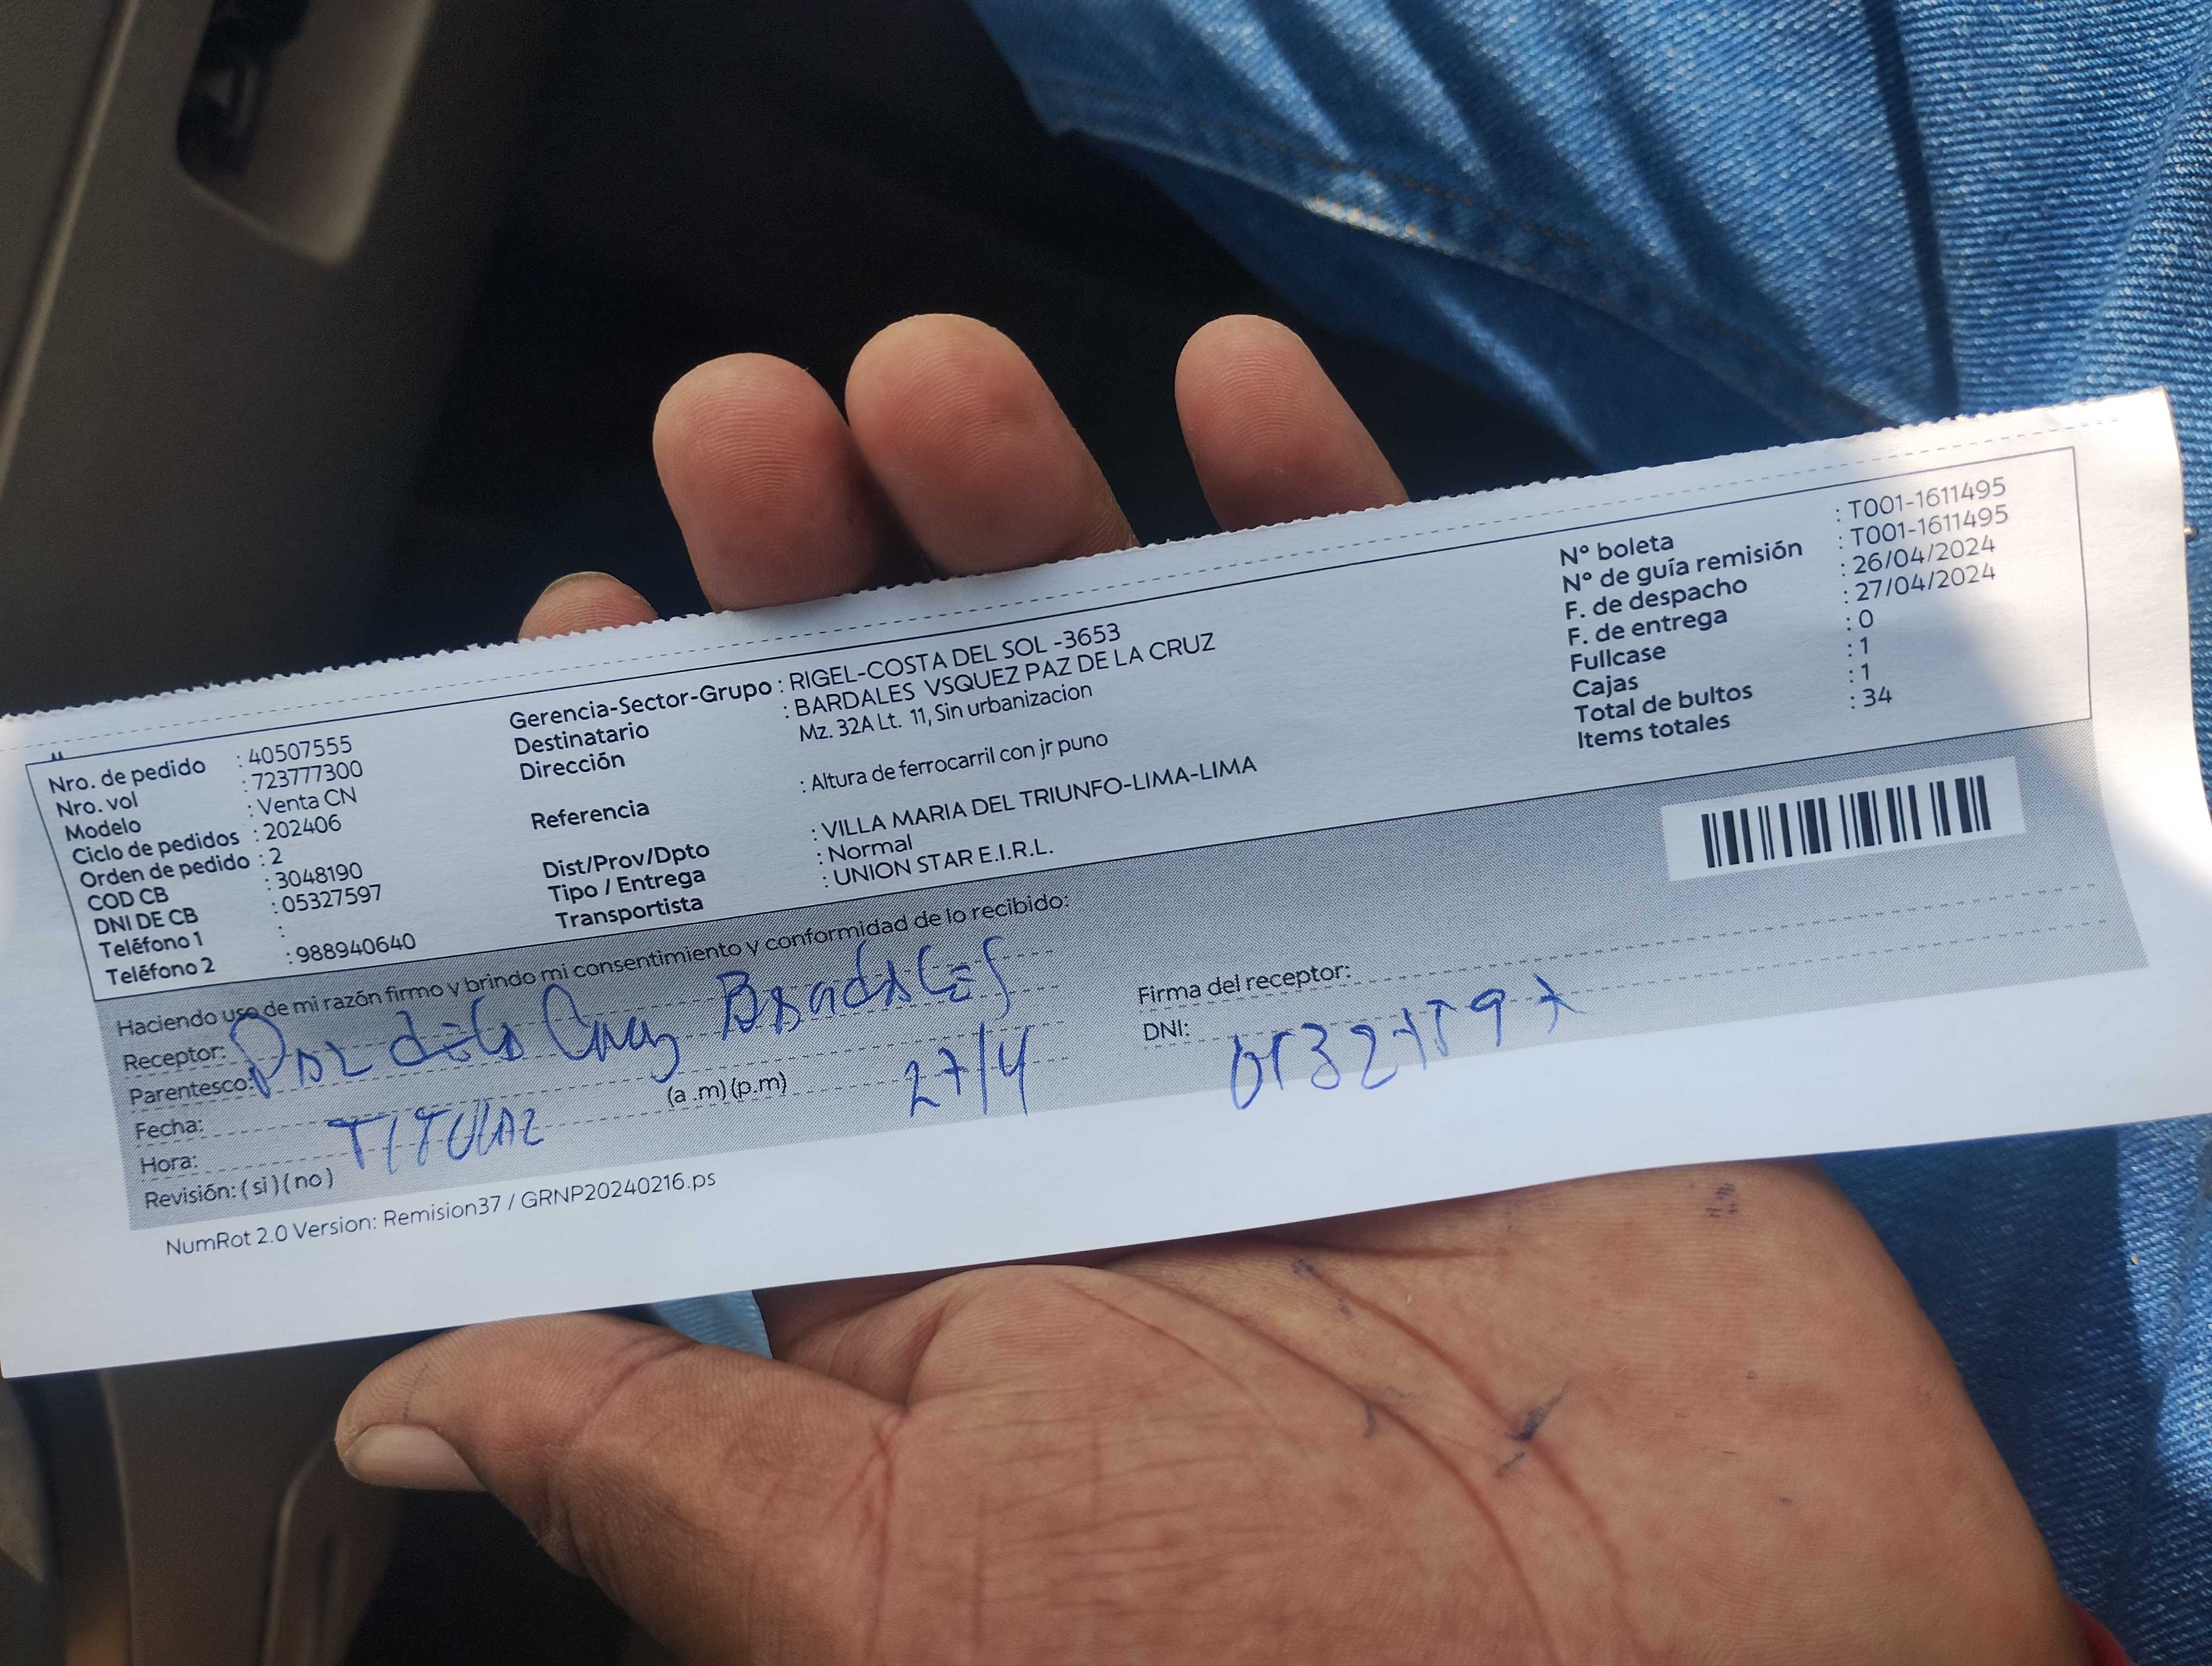 Nro. de pedido : 40507555
Nro. vol : 723777300
Modelo : Venta CN
Ciclo de pedidos : 202406
Orden de pedido : 2
COD CB : 3048190
DNI DE CB : 05327597
Teléfono 1 :
Teléfono 2 : 988940640
Gerencia-Sector-Grupo : RIGEL-COSTA DEL SOL -3653
Destinatario : BARDALES VSQUEZ PAZ DE LA CRUZ
Dirección Mz. 32A Lt. 11, Sin urbanizacion
Referencia : Altura de ferrocarril con jr puno
Dist/Prov/Dpto : VILLA MARIA DEL TRIUNFO-LIMA-LIMA
Tipo / Entrega : Normal
Transportista : UNION STAR E.I.R.L.
N° boleta : T001-1611495
N° de guía remisión : T001-1611495
F. de despacho : 26/04/2024
F. de entrega : 27/04/2024
Fullcase : 0
Cajas : 1
Total de bultos : 1
Items totales : 34
Haciendo uso de mi razón firmo y brindo mi consentimiento y conformidad de lo recibido:
Receptor: Paz de la Cruz
Parentesco:
Fecha:
Hora: TITULAR (a .m) (p.m) 27/4
Revisión: ( si ) ( no )
Firma del receptor:
DNI: 05327597
NumRot 2.0 Version: Remision37 / GRNP20240216.ps